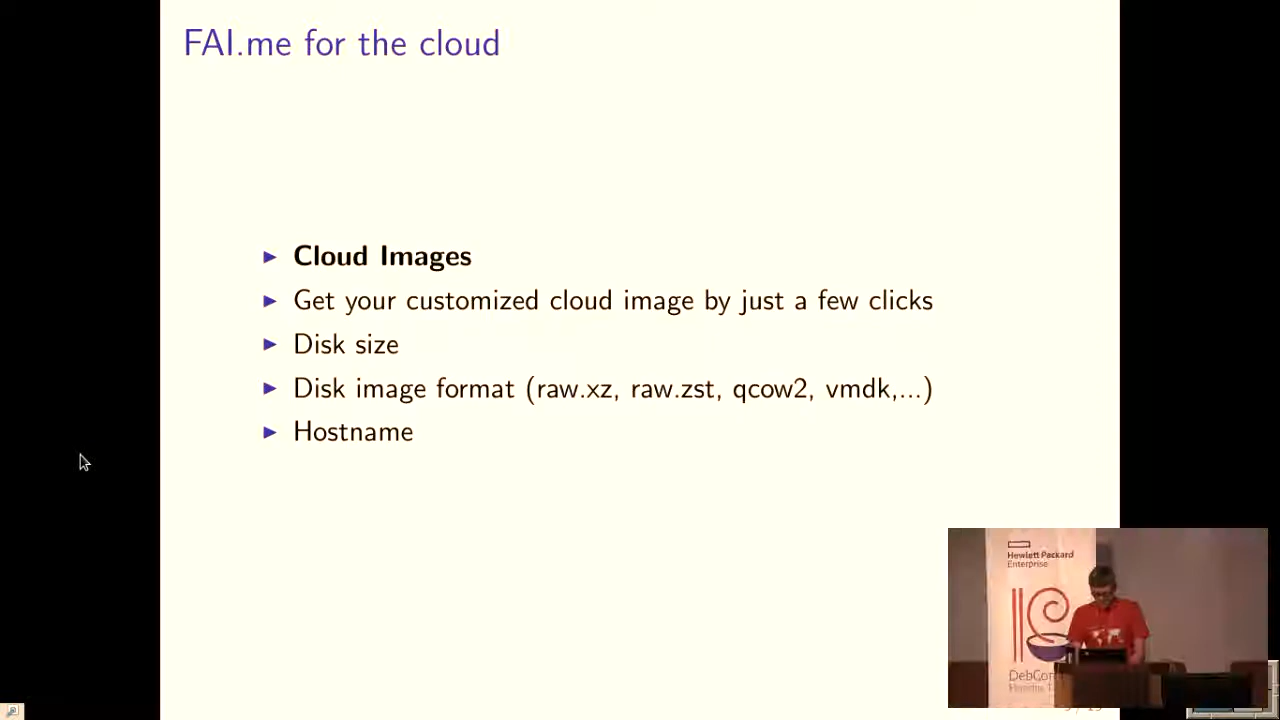 FAI.me for the cloud
Cloud Images
Get your customized cloud image by just a few clicks
Disk size
Disk image format (raw.xz, raw.zst, qcow2, vmdk,...)
Hostname
Hewlett Packard
Enterprise